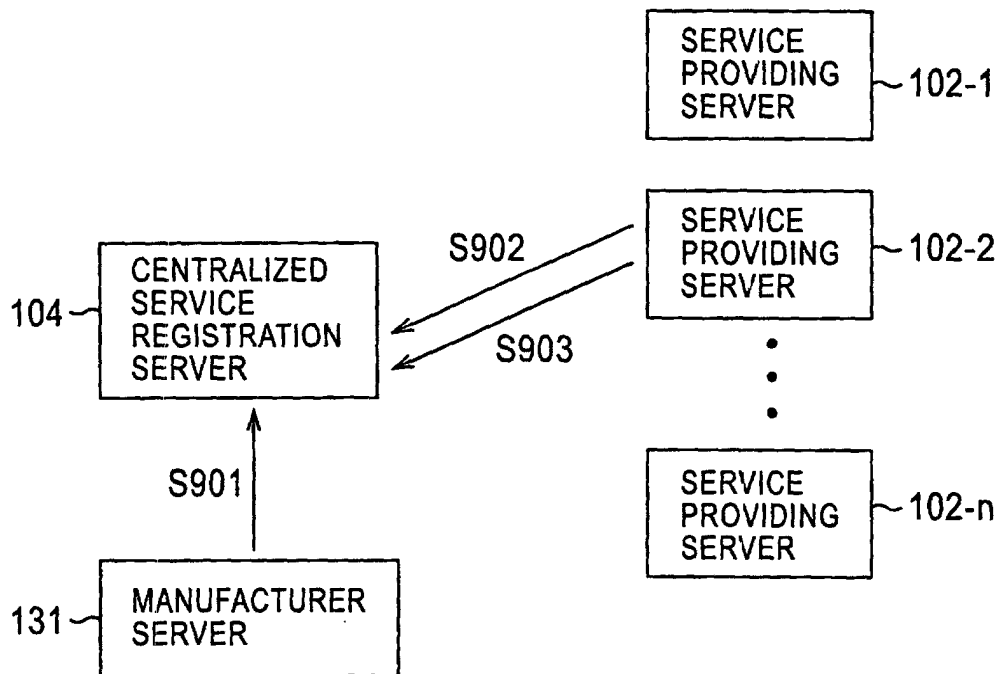 SERVICE
PROVIDING
SERVER
102-1
SERVICE
PROVIDING
SERVER
102-2
S902
S903
104
CENTRALIZED
SERVICE
REGISTRATION
SERVER
S901
SERVICE
PROVIDING
SERVER
102-n
131
MANUFACTURER
SERVER